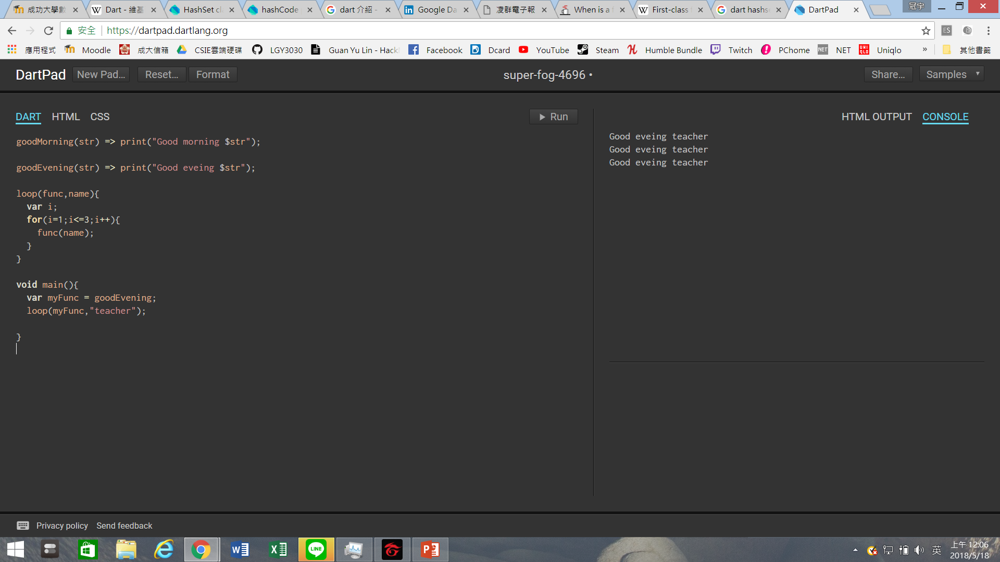 成功大學數
Dart - 維基
HashSet cl
hashCode
dart 介紹 -
Google Da
凌群電子報
When is a f
First-class f
dart hashs
DartPad
冠宇
安全
https://dartpad.dartlang.org
應用程式
Moodle
成大信箱
CSIE雲端硬碟
LGY3030
Guan Yu Lin - Hack
Facebook
Dcard
YouTube
Steam
Humble Bundle
Twitch
PChome
NET
Uniqlo
»
其他書籤
DartPad
New Pad...
Reset...
Format
super-fog-4696 •
Share...
Samples
DART
HTML
CSS
Run
HTML OUTPUT
CONSOLE
goodMorning(str) => print("Good morning $str");
goodEvening(str) => print("Good eveing $str");
loop(func,name){
var i;
for(i=1;i<=3;i++){
func(name);
}
}
void main(){
var myFunc = goodEvening;
loop(myFunc,"teacher");
}
Good eveing teacher
Good eveing teacher
Good eveing teacher
Privacy policy
Send feedback
LINE
英
上午 12:06
2018/5/18